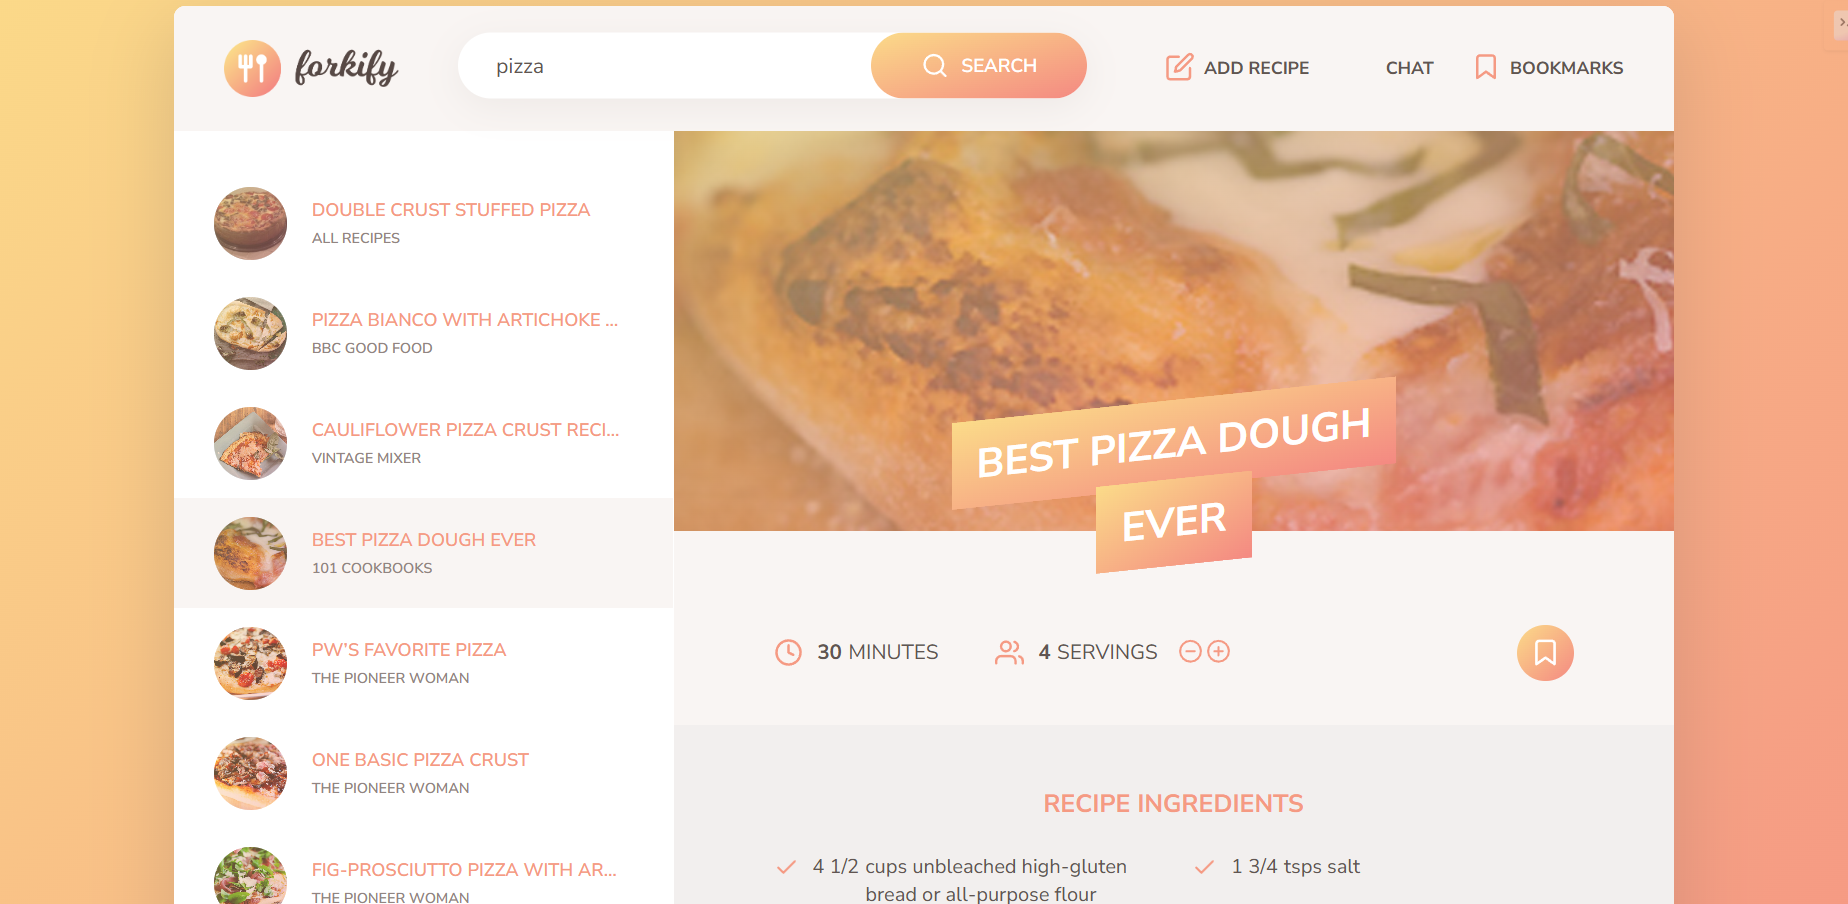 forkify
pizza
SEARCH
ADD RECIPE
CHAT
BOOKMARKS
DOUBLE CRUST STUFFED PIZZA
ALL RECIPES
PIZZA BIANCO WITH ARTICHOKE ...
BBC GOOD FOOD
CAULIFLOWER PIZZA CRUST RECI...
VINTAGE MIXER
BEST PIZZA DOUGH EVER
101 COOKBOOKS
PW'S FAVORITE PIZZA
THE PIONEER WOMAN
ONE BASIC PIZZA CRUST
THE PIONEER WOMAN
FIG-PROSCIUTTO PIZZA WITH AR...
THE PIONEER WOMAN
BEST PIZZA DOUGH
EVER
30 MINUTES
4 SERVINGS
RECIPE INGREDIENTS
4 1/2 cups unbleached high-gluten
bread or all-purpose flour
1 3/4 tsps salt